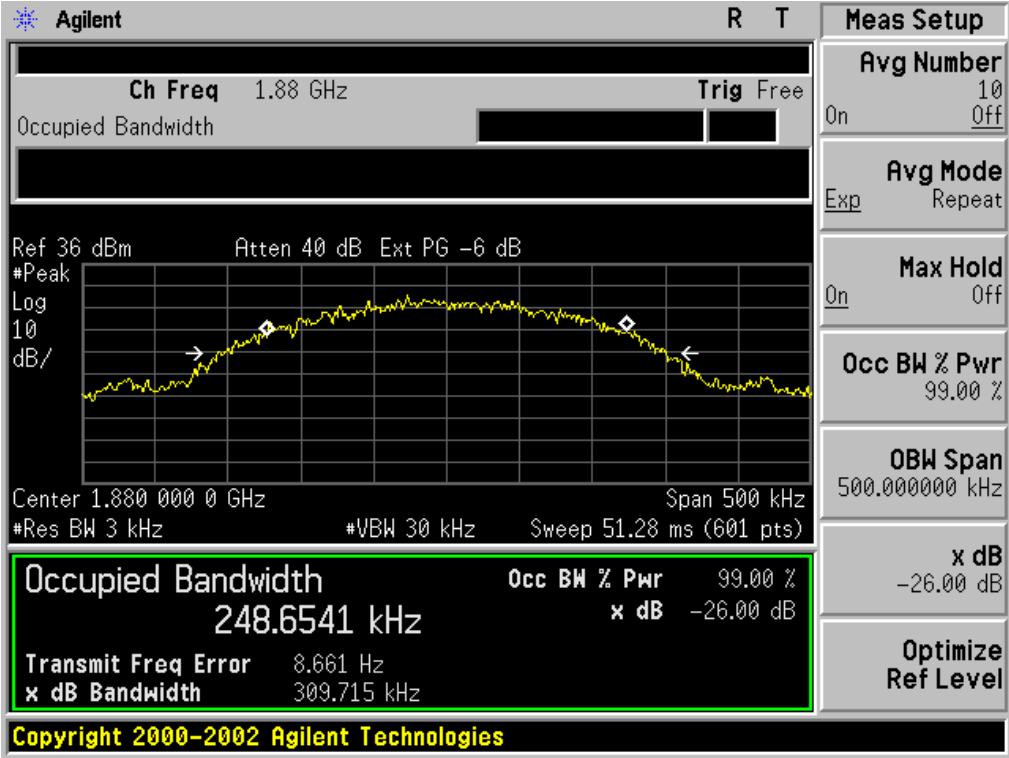 Agilent R T
Ch Freq 1.88 GHz Trig Free
Occupied Bandwidth
Ref 36 dBm Atten 40 dB Ext PG -6 dB
#Peak
Log
10
dB/
Center 1.880 000 0 GHz Span 500 kHz
#Res BW 3 kHz #VBW 30 kHz Sweep 51.28 ms (601 pts)
Occupied Bandwidth Occ BW % Pwr 99.00 %
248.6541 kHz x dB -26.00 dB
Transmit Freq Error 8.661 Hz
x dB Bandwidth 309.715 kHz
Copyright 2000-2002 Agilent Technologies
Meas Setup
Avg Number
10
On Off
Avg Mode
Exp Repeat
Max Hold
On Off
Occ BW % Pwr
99.00 %
OBW Span
500.000000 kHz
x dB
-26.00 dB
Optimize
Ref Level